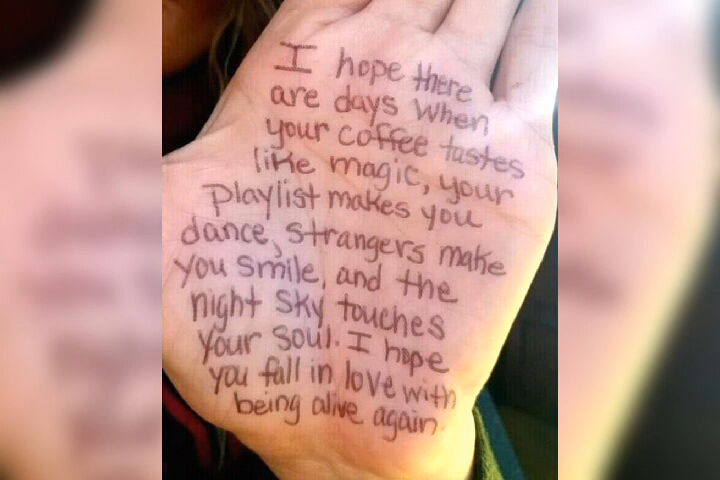 I hope there
are days when
your coffee tastes
like magic, your
playlist makes you
dance, strangers make
you smile, and the
night sky touches
your soul. I hope
you fall in love with
being alive again.